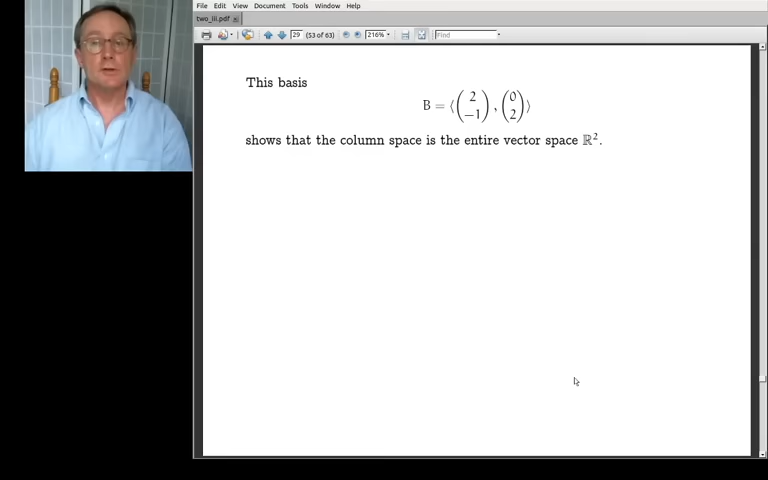 File Edit View Document Tools Windows Help
two_iii.pdf
29 (53 of 63) 216% Find
This basis
B = ⟨(2 -1), (0 2)⟩
shows that the column space is the entire vector space ℝ².